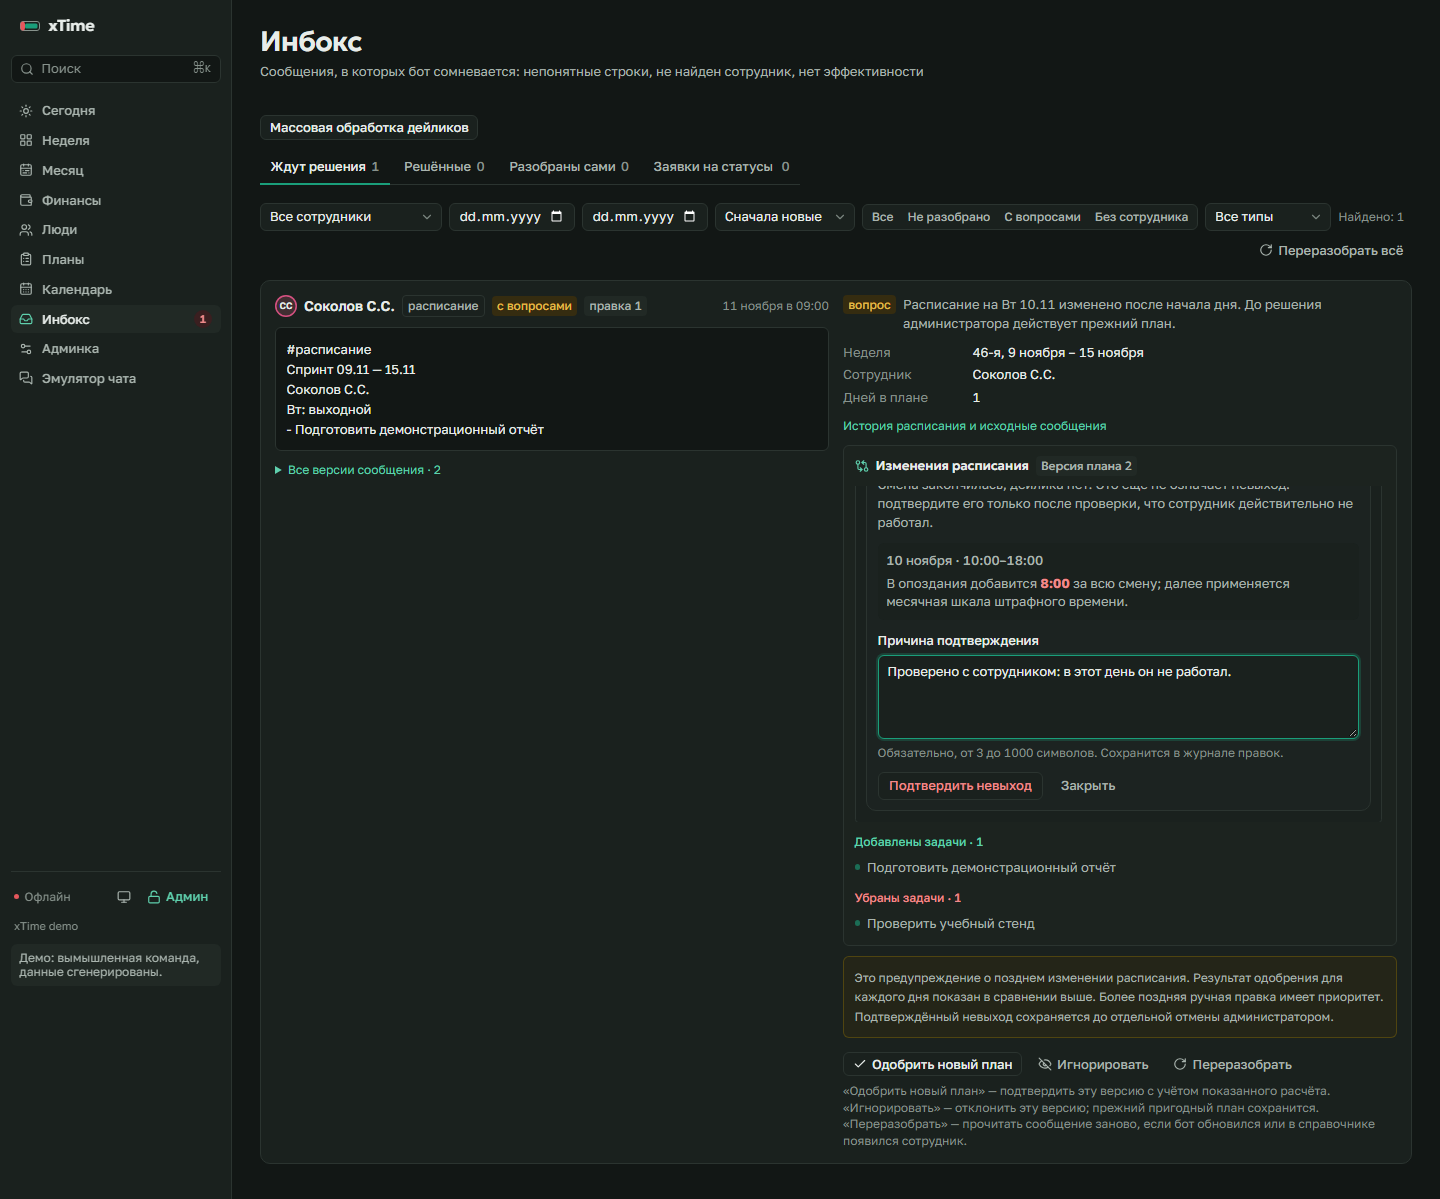 xTime
Поиск
⌘K
Сегодня
Неделя
Месяц
Финансы
Люди
Планы
Календарь
Инбокс 1
Админка
Эмулятор чата
Офлайн
Админ
xTime demo
Демо: вымышленная команда,
данные сгенерированы.
Инбокс
Сообщения, в которых бот сомневается: непонятные строки, не найден сотрудник, нет эффективности
Массовая обработка дейликов
Ждут решения 1 Решённые 0 Разобраны сами 0 Заявки на статусы 0
Все сотрудники dd.mm.yyyy dd.mm.yyyy Сначала новые Все Не разобрано С вопросами Без сотрудника Все типы Найдено: 1
Переразобрать всё
СС Соколов С.С. расписание с вопросами правка 1 11 ноября в 09:00
#расписание
Спринт 09.11 — 15.11
Соколов С.С.
Вт: выходной
- Подготовить демонстрационный отчёт
Все версии сообщения · 2
вопрос Расписание на Вт 10.11 изменено после начала дня. До решения
администратора действует прежний план.
Неделя 46-я, 9 ноября – 15 ноября
Сотрудник Соколов С.С.
Дней в плане 1
История расписания и исходные сообщения
Изменения расписания Версия плана 2
Смена закончилась, дейлика нет. Это ещё не означает невыход:
подтвердите его только после проверки, что сотрудник действительно не
работал.
10 ноября · 10:00–18:00
В опоздания добавится 8:00 за всю смену; далее применяется
месячная шкала штрафного времени.
Причина подтверждения
Проверено с сотрудником: в этот день он не работал.
Обязательно, от 3 до 1000 символов. Сохранится в журнале правок.
Подтвердить невыход Закрыть
Добавлены задачи · 1
Подготовить демонстрационный отчёт
Убраны задачи · 1
Проверить учебный стенд
Это предупреждение о позднем изменении расписания. Результат одобрения для
каждого дня показан в сравнении выше. Более поздняя ручная правка имеет приоритет.
Подтверждённый невыход сохраняется до отдельной отмены администратором.
Одобрить новый план Игнорировать Переразобрать
«Одобрить новый план» — подтвердить эту версию с учётом показанного расчёта.
«Игнорировать» — отклонить эту версию; прежний пригодный план сохранится.
«Переразобрать» — прочитать сообщение заново, если бот обновился или в справочнике
появился сотрудник.